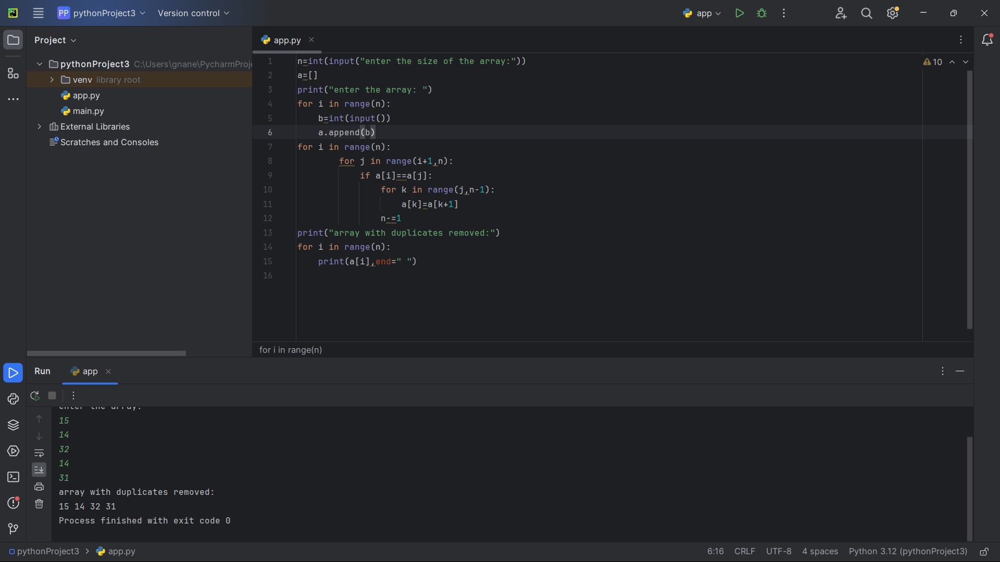 PC
PP pythonProject3
Version control
app
Project
app.py
pythonProject3 C:\Users\gnane\PycharmProj
venv library root
app.py
main.py
External Libraries
Scratches and Consoles
10
1 n=int(input("enter the size of the array:"))
2 a=[]
3 print("enter the array: ")
4 for i in range(n):
5 b=int(input())
6 a.append(b)
7 for i in range(n):
8 for j in range(i+1,n):
9 if a[i]==a[j]:
10 for k in range(j,n-1):
11 a[k]=a[k+1]
12 n-=1
13 print("array with duplicates removed:")
14 for i in range(n):
15 print(a[i],end=" ")
16
for i in range(n)
Run
app
enter the array:
15
14
32
14
31
array with duplicates removed:
15 14 32 31
Process finished with exit code 0
pythonProject3 > app.py
6:16 CRLF UTF-8 4 spaces Python 3.12 (pythonProject3)